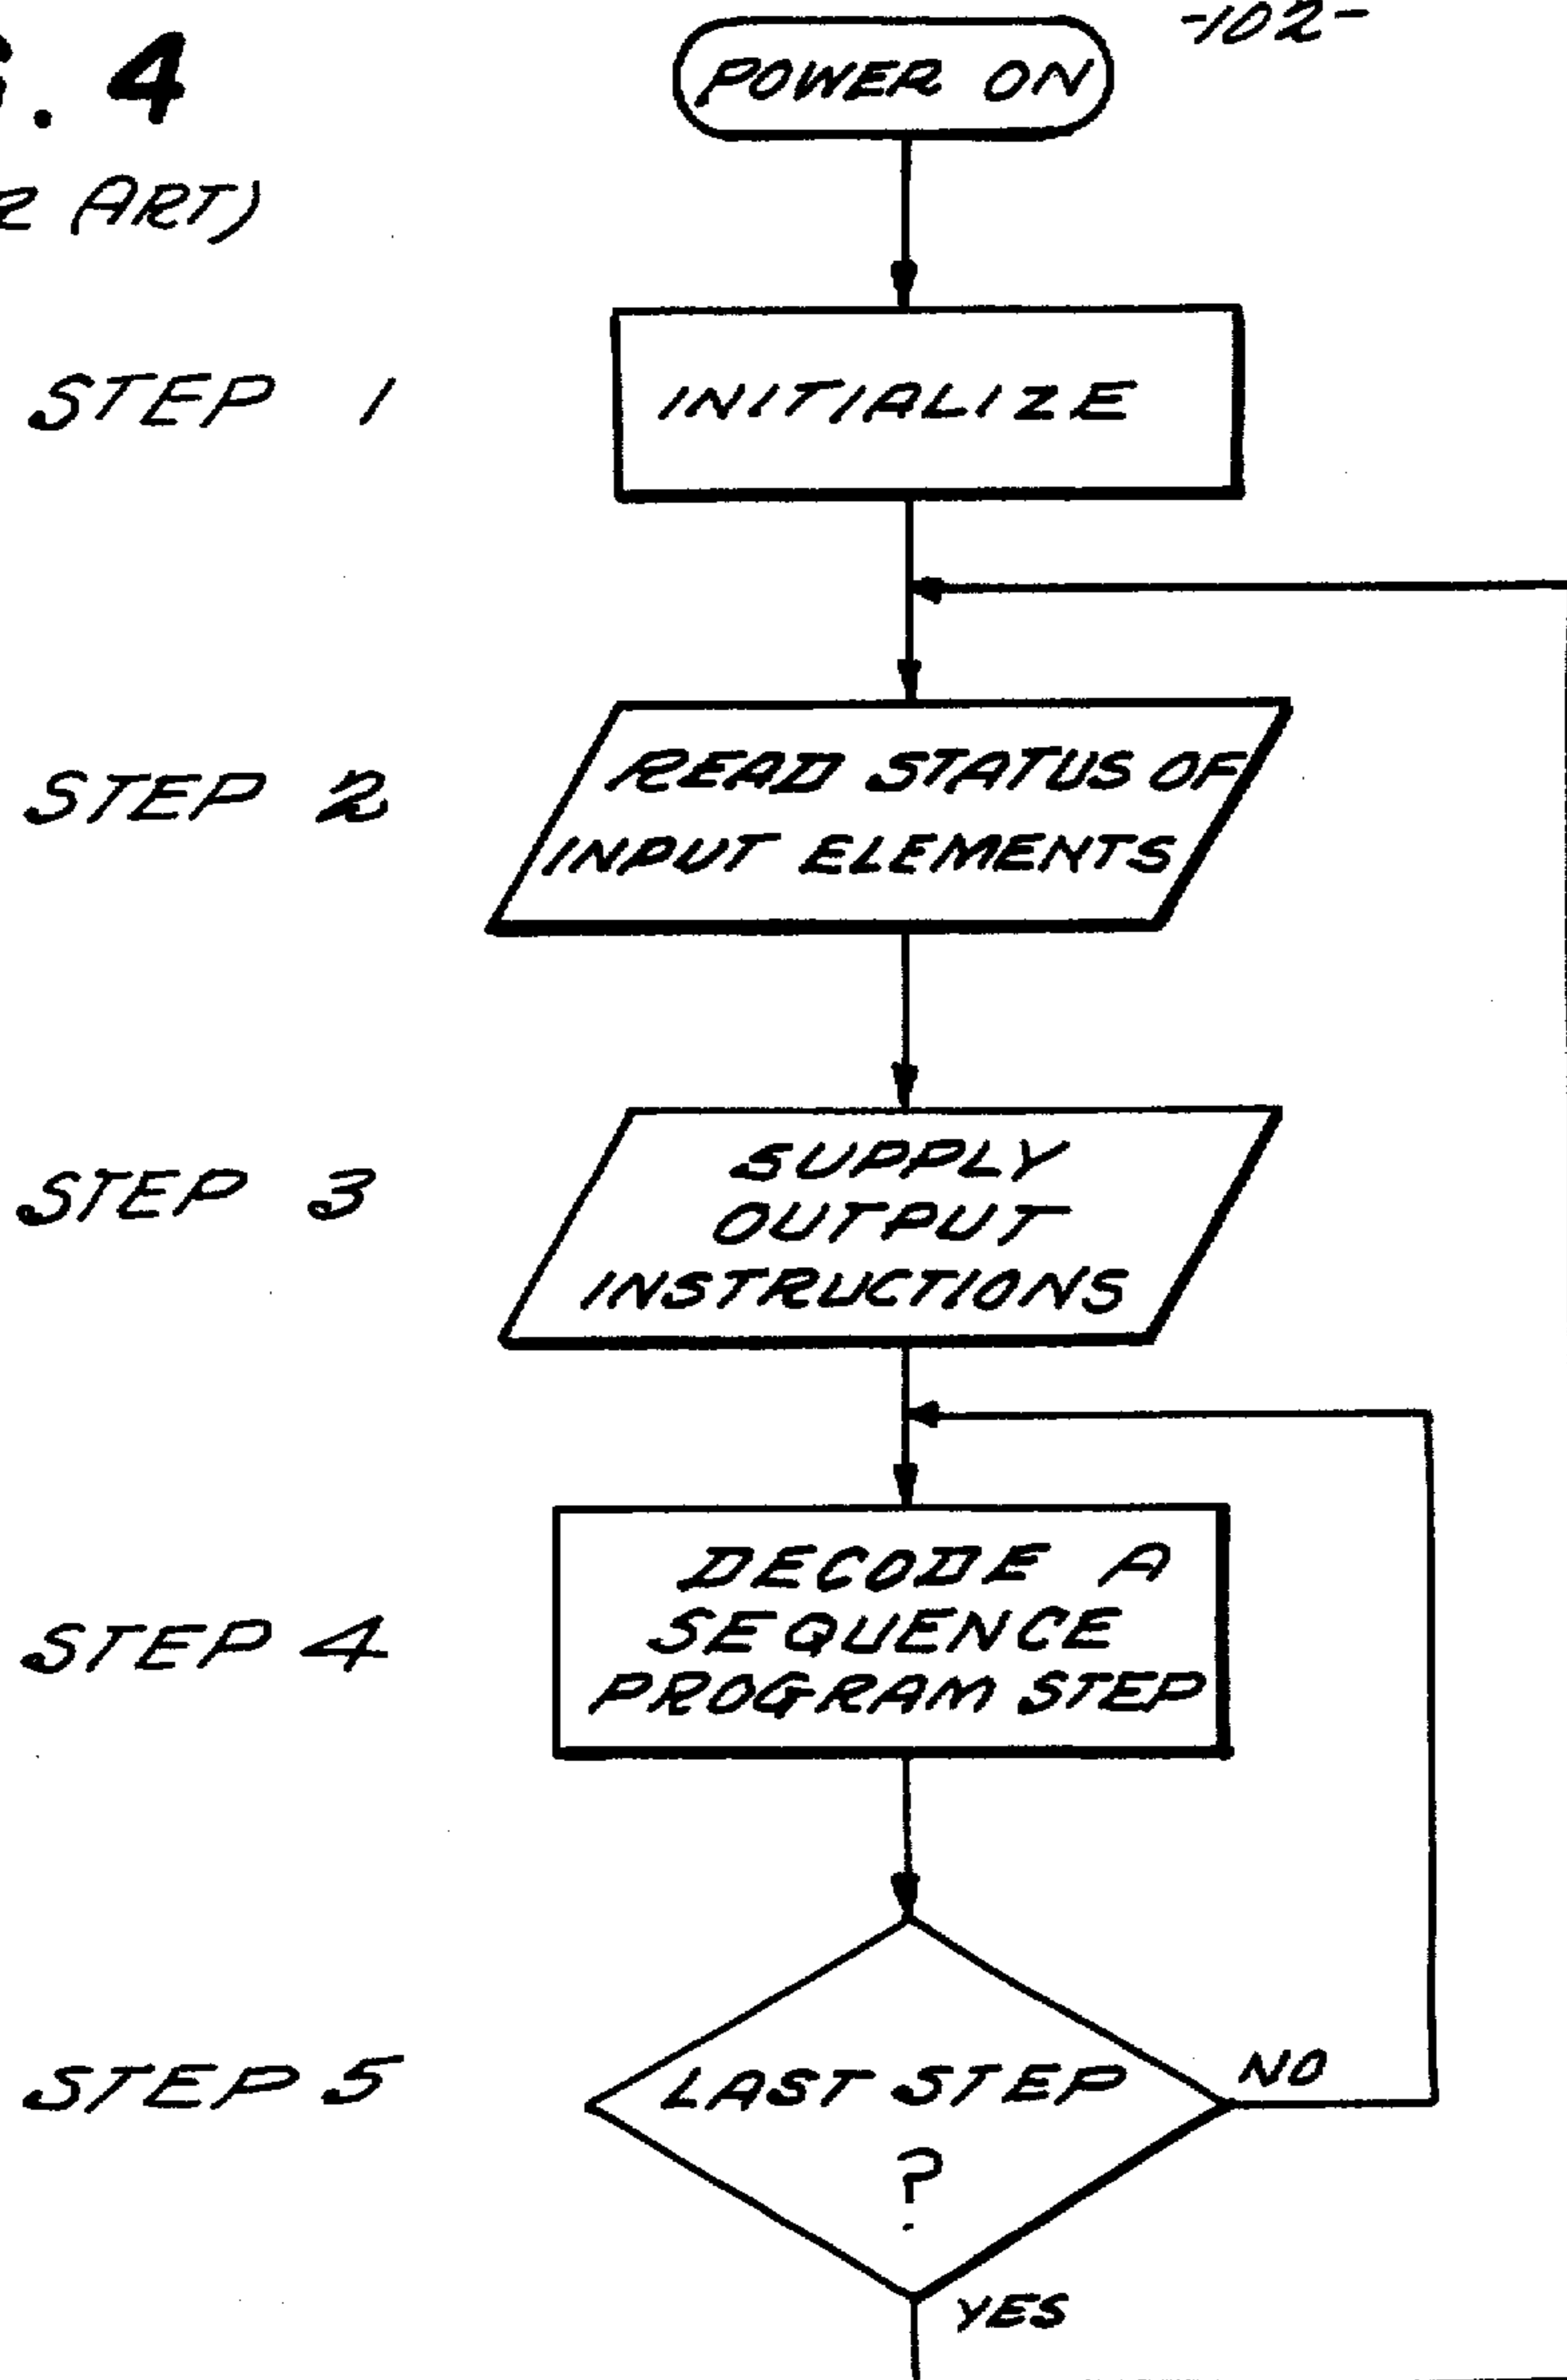 . 4
POWER ON
-102-
ART)
STEP 1
INITIALIZE
STEP 2
READ STATUS OF
INPUT ELEMENTS
STEP 3
SUPPLY
OUTPUT
INSTRUCTIONS
STEP 4
DECODE A
SEQUENCE
PROGRAM STEP
STEP 5
LAST STEP
?
NO
YES